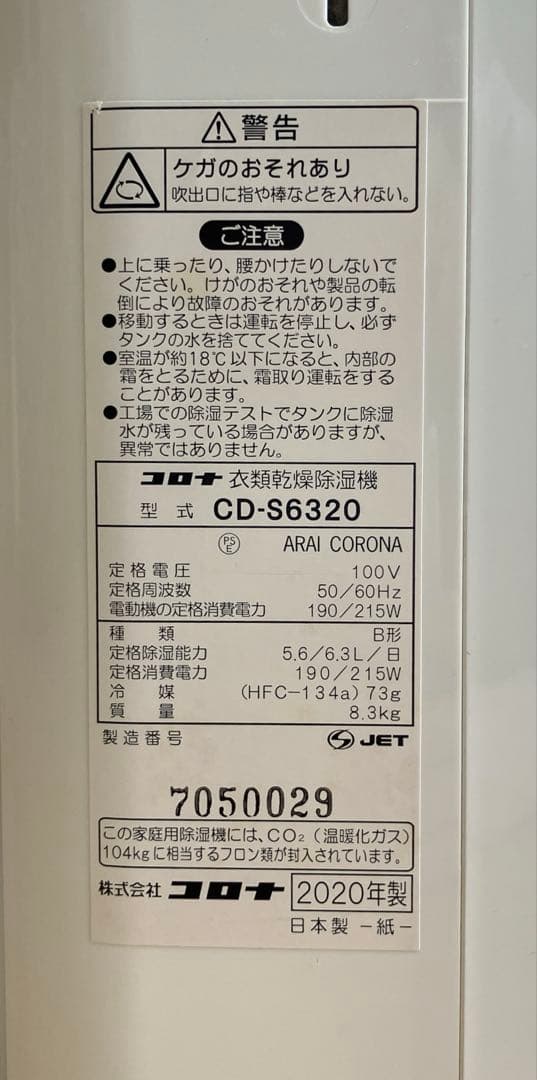 ⚠警告
ケガのおそれあり
吹出口に指や棒などを入れない。
ご注意
●上に乗ったり、腰かけたりしないで
ください。けがのおそれや製品の転
倒により故障のおそれがあります。
●移動するときは運転を停止し、必ず
タンクの水を捨ててください。
●室温が約18℃以下になると、内部の
霜をとるために、霜取り運転をする
ことがあります。
●工場での除湿テストでタンクに除湿
水が残っている場合がありますが、
異常ではありません。
コロナ 衣類乾燥除湿機
型式 CD-S6320
PSE ARAI CORONA
定格電圧 100V
定格周波数 50/60Hz
電動機の定格消費電力 190/215W
種類 B形
定格除湿能力 5.6/6.3L/日
定格消費電力 190/215W
冷媒 (HFC-134a) 73g
質量 8.3kg
製造番号 JET
7050029
この家庭用除湿機には、CO₂（温暖化ガス）
104kgに相当するフロン類が封入されています。
株式会社 コロナ 2020年製
日本製 -紙-